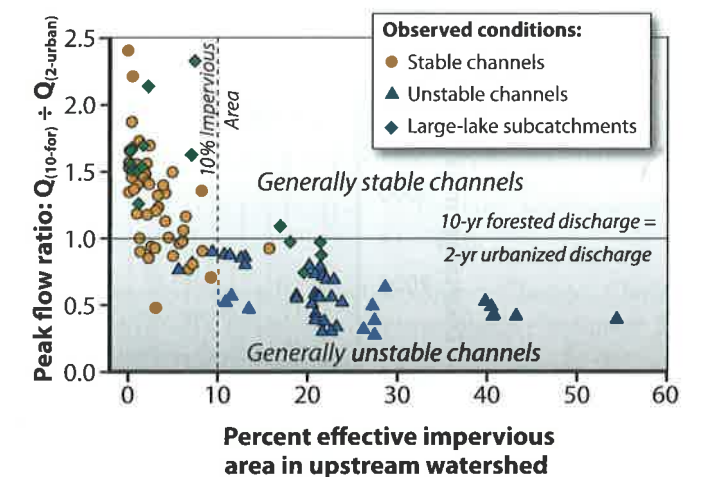 Peak flow ratio: Q(10-for) ÷ Q(2-urban)
2.5
2.0
1.5
1.0
0.5
0.0
10% Impervious
Area
Observed conditions:
Stable channels
Unstable channels
Large-lake subcatchments
Generally stable channels
10-yr forested discharge =
2-yr urbanized discharge
Generally unstable channels
0
10
20
30
40
50
60
Percent effective impervious
area in upstream watershed